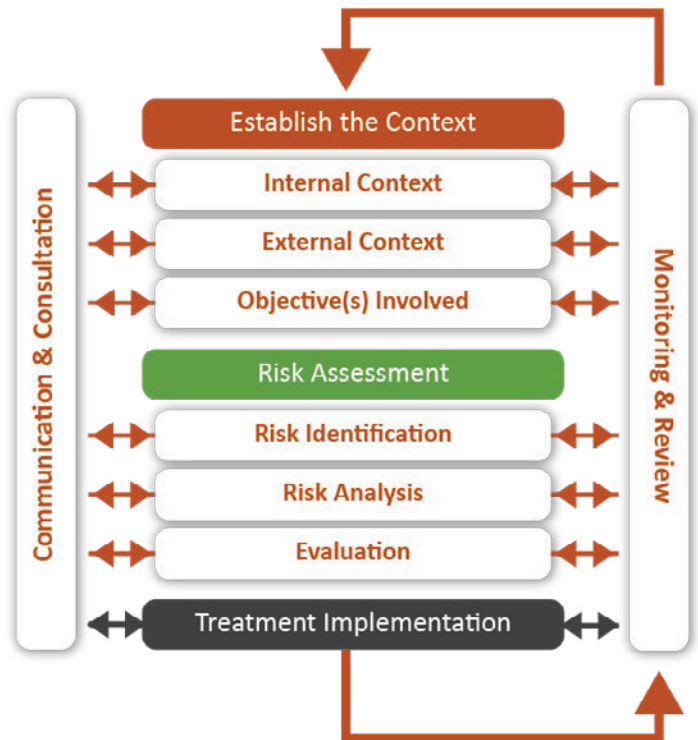 Communication & Consultation
Establish the Context
Internal Context
External Context
Objective(s) Involved
Risk Assessment
Risk Identification
Risk Analysis
Evaluation
Treatment Implementation
Monitoring & Review